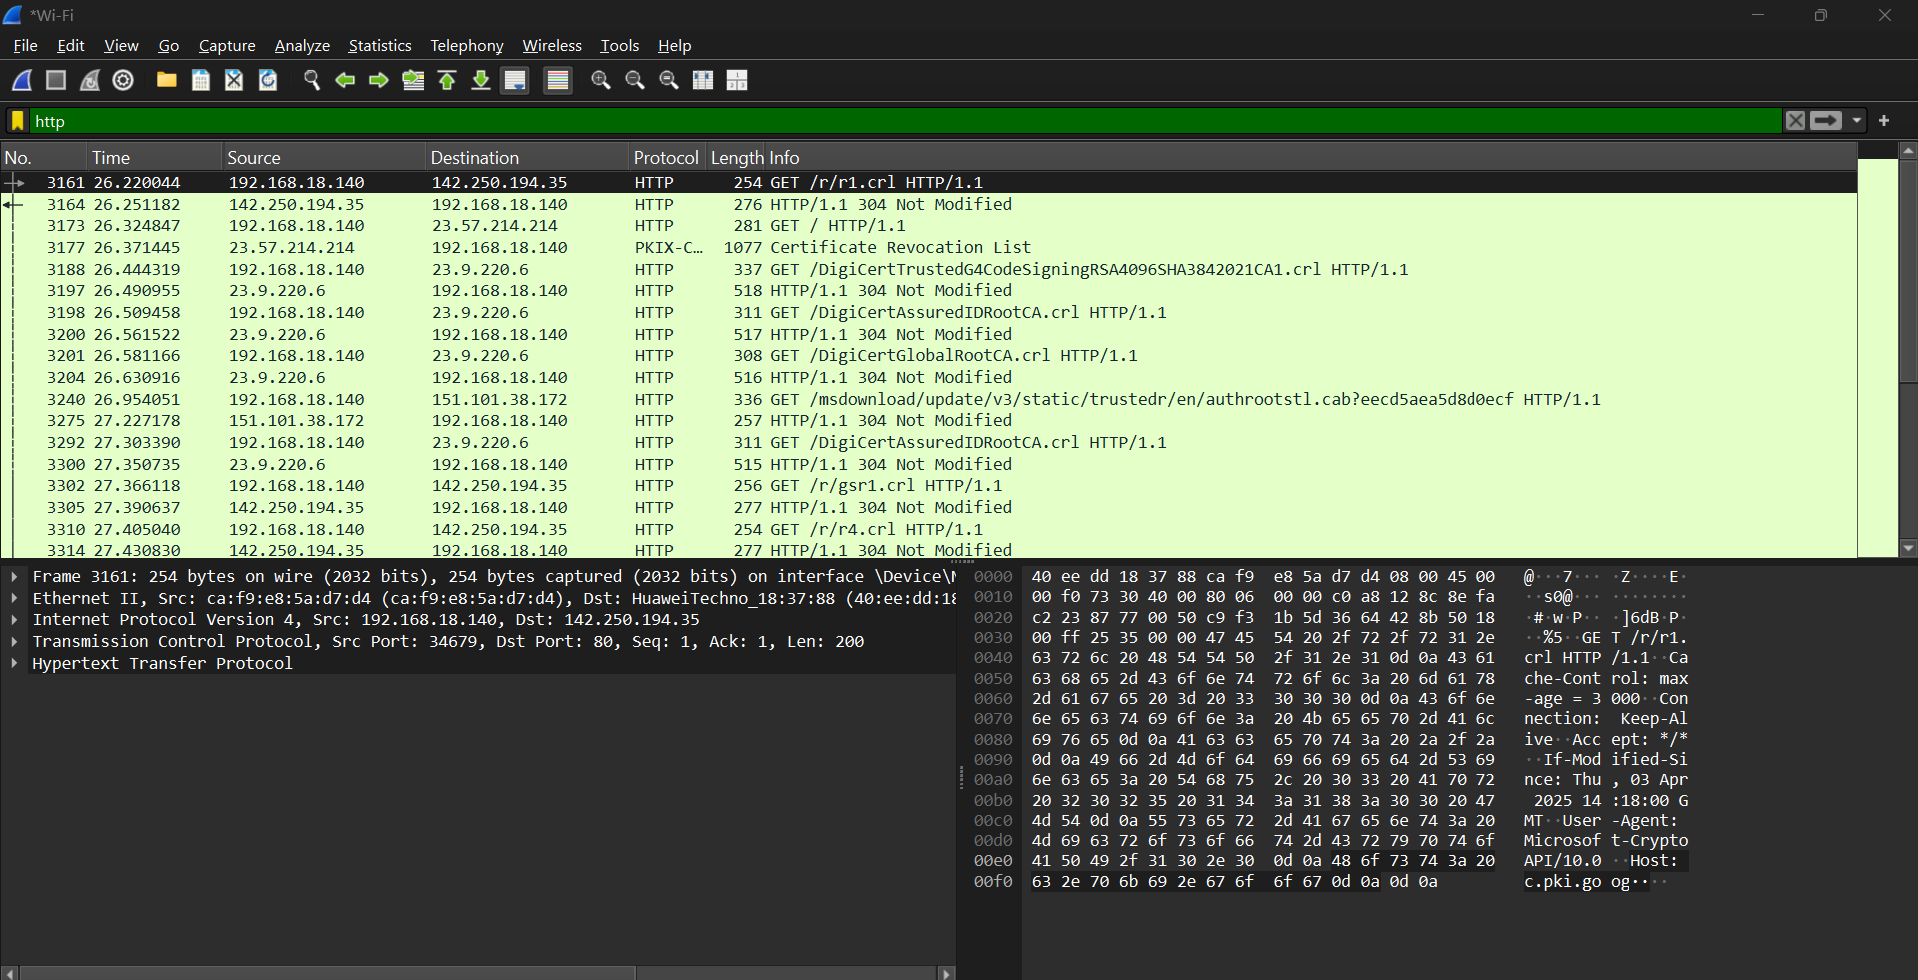 *Wi-Fi
File Edit View Go Capture Analyze Statistics Telephony Wireless Tools Help
http
No. Time Source Destination Protocol Length Info
3161 26.220044 192.168.18.140 142.250.194.35 HTTP 254 GET /r/r1.crl HTTP/1.1
3164 26.251182 142.250.194.35 192.168.18.140 HTTP 276 HTTP/1.1 304 Not Modified
3173 26.324847 192.168.18.140 23.57.214.214 HTTP 281 GET / HTTP/1.1
3177 26.371445 23.57.214.214 192.168.18.140 PKIX-C… 1077 Certificate Revocation List
3188 26.444319 192.168.18.140 23.9.220.6 HTTP 337 GET /DigiCertTrustedG4CodeSigningRSA4096SHA3842021CA1.crl HTTP/1.1
3197 26.490955 23.9.220.6 192.168.18.140 HTTP 518 HTTP/1.1 304 Not Modified
3198 26.509458 192.168.18.140 23.9.220.6 HTTP 311 GET /DigiCertAssuredIDRootCA.crl HTTP/1.1
3200 26.561522 23.9.220.6 192.168.18.140 HTTP 517 HTTP/1.1 304 Not Modified
3201 26.581166 192.168.18.140 23.9.220.6 HTTP 308 GET /DigiCertGlobalRootCA.crl HTTP/1.1
3204 26.630916 23.9.220.6 192.168.18.140 HTTP 516 HTTP/1.1 304 Not Modified
3240 26.954051 192.168.18.140 151.101.38.172 HTTP 336 GET /msdownload/update/v3/static/trustedr/en/authrootstl.cab?eecd5aea5d8d0ecf HTTP/1.1
3275 27.227178 151.101.38.172 192.168.18.140 HTTP 257 HTTP/1.1 304 Not Modified
3292 27.303390 192.168.18.140 23.9.220.6 HTTP 311 GET /DigiCertAssuredIDRootCA.crl HTTP/1.1
3300 27.350735 23.9.220.6 192.168.18.140 HTTP 515 HTTP/1.1 304 Not Modified
3302 27.366118 192.168.18.140 142.250.194.35 HTTP 256 GET /r/gsr1.crl HTTP/1.1
3305 27.390637 142.250.194.35 192.168.18.140 HTTP 277 HTTP/1.1 304 Not Modified
3310 27.405040 192.168.18.140 142.250.194.35 HTTP 254 GET /r/r4.crl HTTP/1.1
3314 27.430830 142.250.194.35 192.168.18.140 HTTP 277 HTTP/1.1 304 Not Modified
Frame 3161: 254 bytes on wire (2032 bits), 254 bytes captured (2032 bits) on interface \Device\N
Ethernet II, Src: ca:f9:e8:5a:d7:d4 (ca:f9:e8:5a:d7:d4), Dst: HuaweiTechno_18:37:88 (40:ee:dd:18
Internet Protocol Version 4, Src: 192.168.18.140, Dst: 142.250.194.35
Transmission Control Protocol, Src Port: 34679, Dst Port: 80, Seq: 1, Ack: 1, Len: 200
Hypertext Transfer Protocol
0000 40 ee dd 18 37 88 ca f9 e8 5a d7 d4 08 00 45 00 @···7··· ·Z····E·
0010 00 f0 73 30 40 00 80 06 00 00 c0 a8 12 8c 8e fa ··s0@··· ········
0020 c2 23 87 77 00 50 c9 f3 1b 5d 36 64 42 8b 50 18 ·#·w·P·· ·]6dB·P·
0030 00 ff 25 35 00 00 47 45 54 20 2f 72 2f 72 31 2e ··%5··GE T /r/r1.
0040 63 72 6c 20 48 54 54 50 2f 31 2e 31 0d 0a 43 61 crl HTTP /1.1··Ca
0050 63 68 65 2d 43 6f 6e 74 72 6f 6c 3a 20 6d 61 78 che-Cont rol: max
0060 2d 61 67 65 20 3d 20 33 30 30 30 0d 0a 43 6f 6e -age = 3 000··Con
0070 6e 65 63 74 69 6f 6e 3a 20 4b 65 65 70 2d 41 6c nection: Keep-Al
0080 69 76 65 0d 0a 41 63 63 65 70 74 3a 20 2a 2f 2a ive··Acc ept: */*
0090 0d 0a 49 66 2d 4d 6f 64 69 66 69 65 64 2d 53 69 ··If-Mod ified-Si
00a0 6e 63 65 3a 20 54 68 75 2c 20 30 33 20 41 70 72 nce: Thu , 03 Apr
00b0 20 32 30 32 35 20 31 34 3a 31 38 3a 30 30 20 47 2025 14 :18:00 G
00c0 4d 54 0d 0a 55 73 65 72 2d 41 67 65 6e 74 3a 20 MT··User -Agent:
00d0 4d 69 63 72 6f 73 6f 66 74 2d 43 72 79 70 74 6f Microsof t-Crypto
00e0 41 50 49 2f 31 30 2e 30 0d 0a 48 6f 73 74 3a 20 API/10.0 ··Host:
00f0 63 2e 70 6b 69 2e 67 6f 6f 67 0d 0a 0d 0a c.pki.go og····